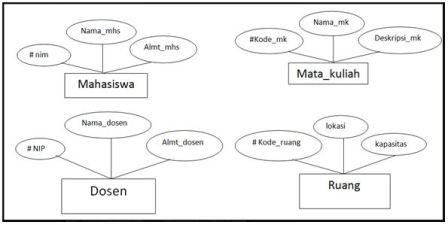 # nim
Nama_mhs
Almt_mhs
Mahasiswa
#Kode_mk
Nama_mk
Deskripsi_mk
Mata_kuliah
# NIP
Nama_dosen
Almt_dosen
Dosen
# Kode_ruang
lokasi
kapasitas
Ruang